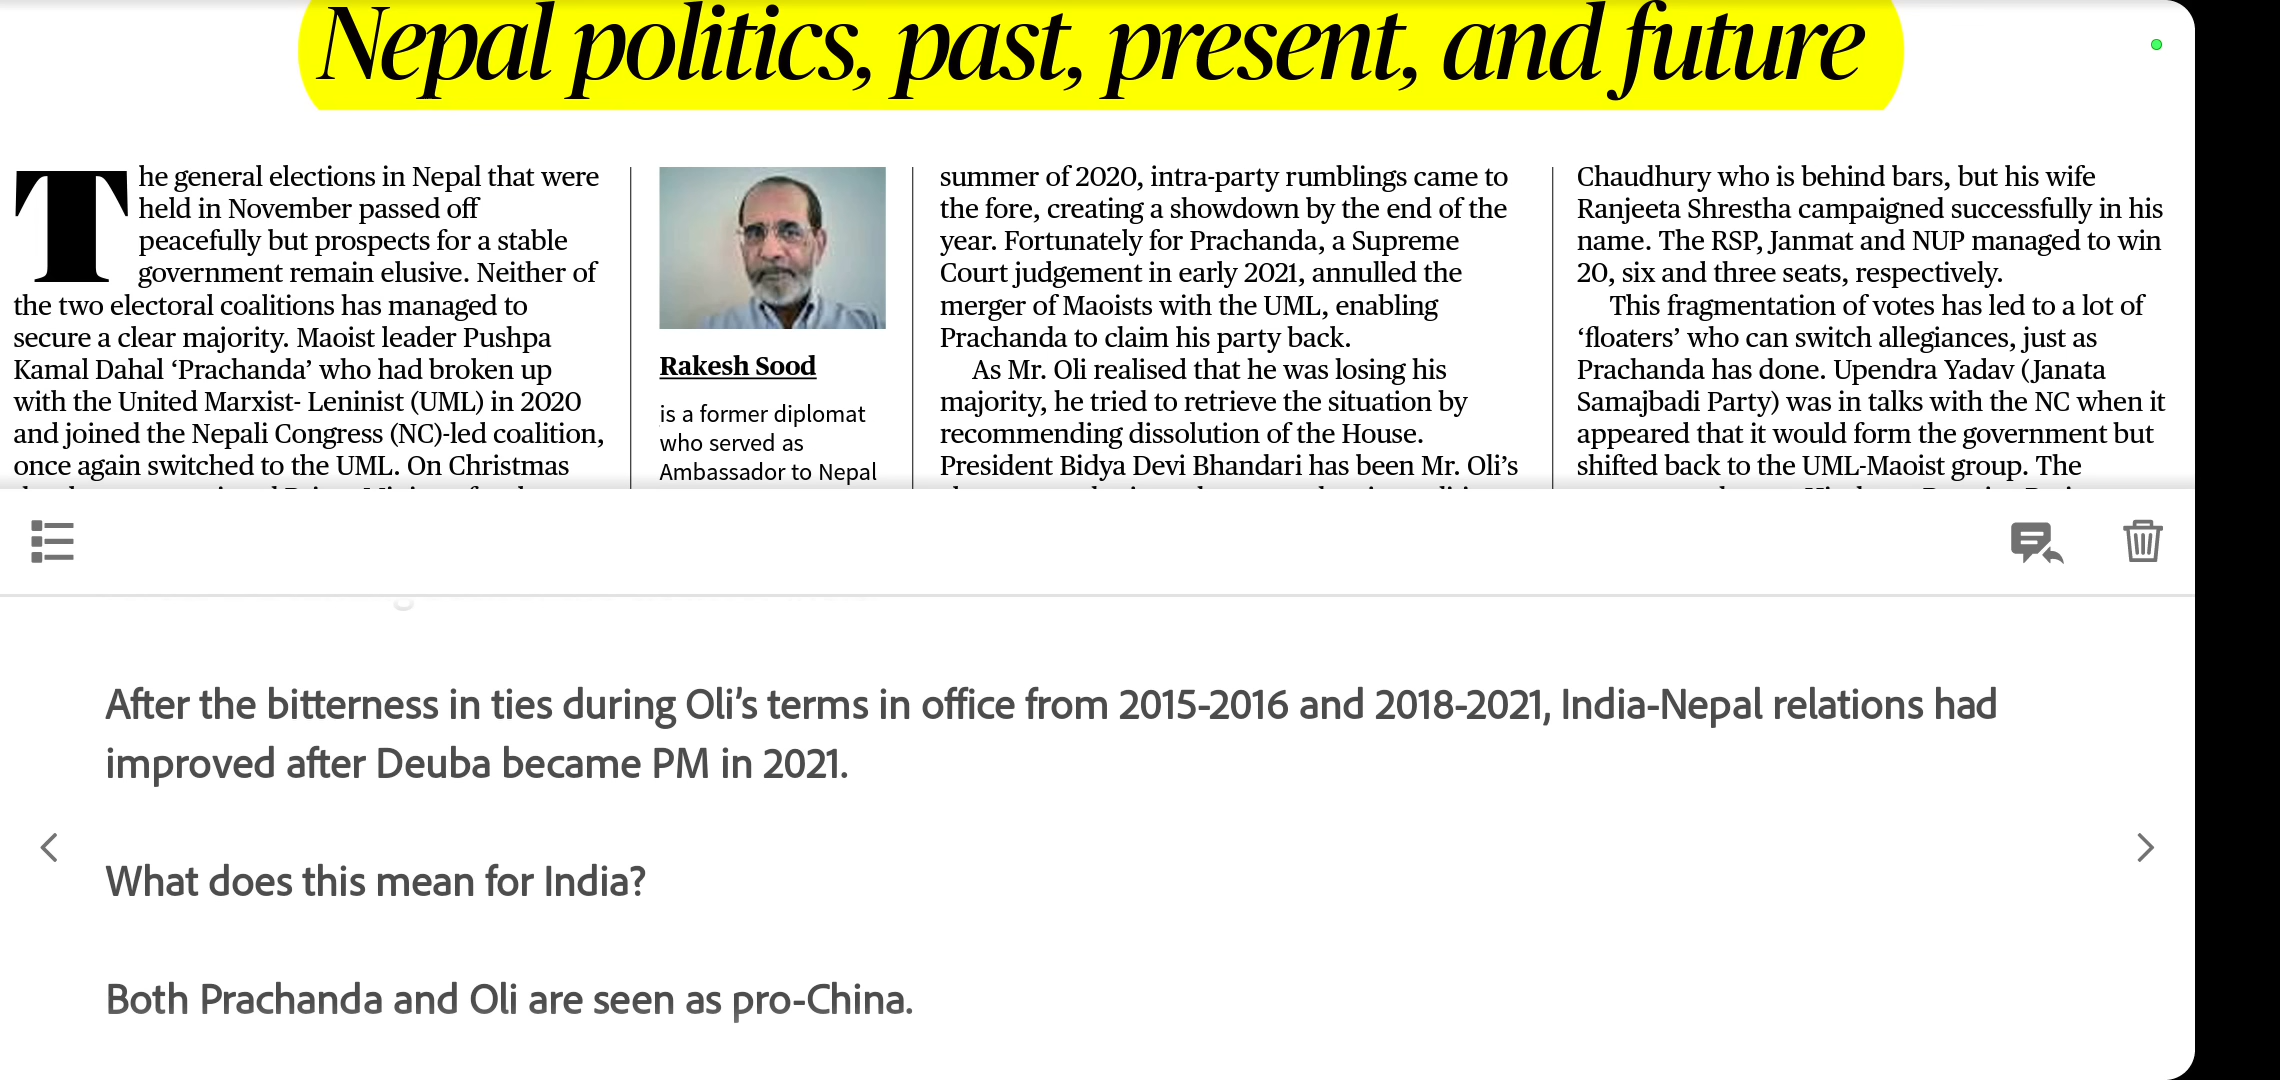 Nepal politics, past, present, and future
The general elections in Nepal that were
held in November passed off
peacefully but prospects for a stable
government remain elusive. Neither of
the two electoral coalitions has managed to
secure a clear majority. Maoist leader Pushpa
Kamal Dahal ‘Prachanda’ who had broken up
with the United Marxist- Leninist (UML) in 2020
and joined the Nepali Congress (NC)-led coalition,
once again switched to the UML. On Christmas
Rakesh Sood
is a former diplomat
who served as
Ambassador to Nepal
summer of 2020, intra-party rumblings came to
the fore, creating a showdown by the end of the
year. Fortunately for Prachanda, a Supreme
Court judgement in early 2021, annulled the
merger of Maoists with the UML, enabling
Prachanda to claim his party back.
As Mr. Oli realised that he was losing his
majority, he tried to retrieve the situation by
recommending dissolution of the House.
President Bidya Devi Bhandari has been Mr. Oli’s
Chaudhury who is behind bars, but his wife
Ranjeeta Shrestha campaigned successfully in his
name. The RSP, Janmat and NUP managed to win
20, six and three seats, respectively.
This fragmentation of votes has led to a lot of
‘floaters’ who can switch allegiances, just as
Prachanda has done. Upendra Yadav (Janata
Samajbadi Party) was in talks with the NC when it
appeared that it would form the government but
shifted back to the UML-Maoist group. The
After the bitterness in ties during Oli’s terms in office from 2015-2016 and 2018-2021, India-Nepal relations had
improved after Deuba became PM in 2021.
What does this mean for India?
Both Prachanda and Oli are seen as pro-China.